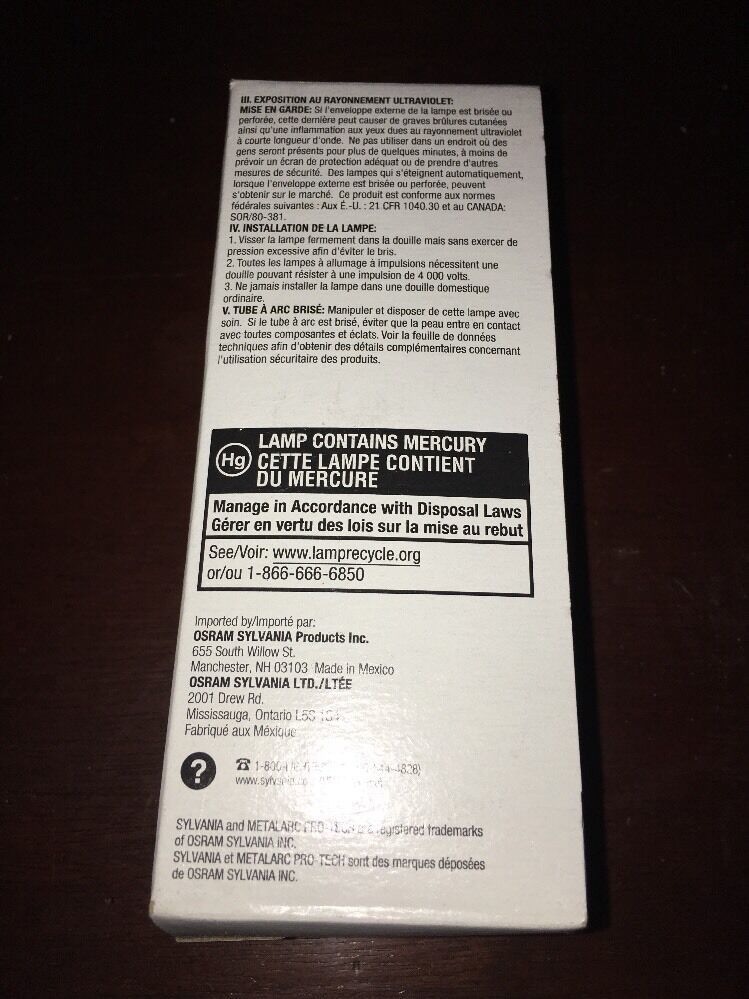 III. EXPOSITION AU RAYONNEMENT ULTRAVIOLET:
MISE EN GARDE: Si l'enveloppe externe de la lampe est brisée ou
perforée, cette dernière peut causer de graves brûlures cutanées
ainsi qu'une inflammation aux yeux dues au rayonnement ultraviolet
à courte longueur d'onde. Ne pas utiliser dans un endroit où des
gens seront présents pour plus de quelques minutes, à moins de
prévoir un écran de protection adéquat ou de prendre d'autres
mesures de sécurité. Des lampes qui s'éteignent automatiquement,
lorsque l'enveloppe externe est brisée ou perforée, peuvent
s'obtenir sur le marché. Ce produit est conforme aux normes
fédérales suivantes : Aux É.-U. : 21 CFR 1040.30 et au CANADA:
SOR/80-381.
IV. INSTALLATION DE LA LAMPE:
1. Visser la lampe fermement dans la douille mais sans exercer de
pression excessive afin d'éviter le bris.
2. Toutes les lampes à allumage à impulsions nécessitent une
douille pouvant résister à une impulsion de 4 000 volts.
3. Ne jamais installer la lampe dans une douille domestique
ordinaire.
V. TUBE À ARC BRISÉ: Manipuler et disposer de cette lampe avec
soin. Si le tube à arc est brisé, éviter que la peau entre en contact
avec toutes composantes et éclats. Voir la feuille de données
techniques afin d'obtenir des détails complémentaires concernant
l'utilisation sécuritaire des produits.
Hg
LAMP CONTAINS MERCURY
CETTE LAMPE CONTIENT
DU MERCURE
Manage in Accordance with Disposal Laws
Gérer en vertu des lois sur la mise au rebut
See/Voir: www.lamprecycle.org
or/ou 1-866-666-6850
Imported by/Importé par:
OSRAM SYLVANIA Products Inc.
655 South Willow St.
Manchester, NH 03103 Made in Mexico
OSRAM SYLVANIA LTD./LTÉE
2001 Drew Rd.
Mississauga, Ontario L5S
Fabriqué aux Méxique
?
SYLVANIA and METALARC registered trademarks
of OSRAM SYLVANIA INC.
SYLVANIA et METALARC PRO-TECH sont des marques déposées
de OSRAM SYLVANIA INC.